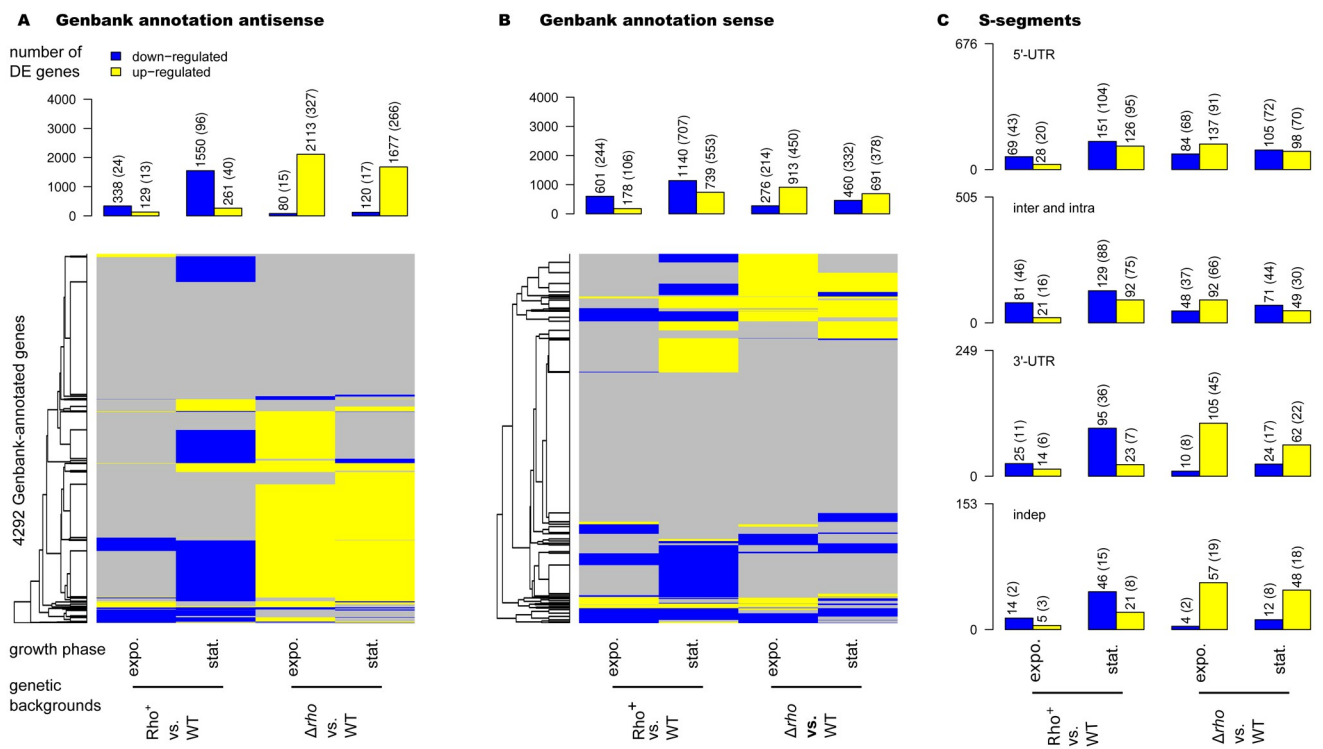 A Genbank annotation antisense
number of
DE genes
down−regulated
up−regulated
4000
3000
2000
1000
0
338 (24)
129 (13)
1550 (96)
261 (40)
80 (15)
2113 (327)
120 (17)
1677 (266)
4292 Genbank-annotated genes
growth phase
expo.
stat.
expo.
stat.
genetic
backgrounds
Rho+
vs.
WT
Δrho
vs.
WT
B Genbank annotation sense
4000
3000
2000
1000
0
601 (244)
178 (106)
1140 (707)
739 (553)
276 (214)
913 (450)
460 (332)
691 (378)
expo.
stat.
expo.
stat.
Rho+
vs.
WT
Δrho
vs.
WT
C S-segments
676
0
5'-UTR
69 (43)
28 (20)
151 (104)
126 (95)
84 (68)
137 (91)
105 (72)
98 (70)
505
0
inter and intra
81 (46)
21 (16)
129 (88)
92 (75)
48 (37)
92 (66)
71 (44)
49 (30)
249
0
3'-UTR
25 (11)
14 (6)
95 (36)
23 (7)
10 (8)
105 (45)
24 (17)
62 (22)
153
0
indep
14 (2)
5 (3)
46 (15)
21 (8)
4 (2)
57 (19)
12 (8)
48 (18)
expo.
stat.
expo.
stat.
Rho+
vs.
WT
Δrho
vs.
WT